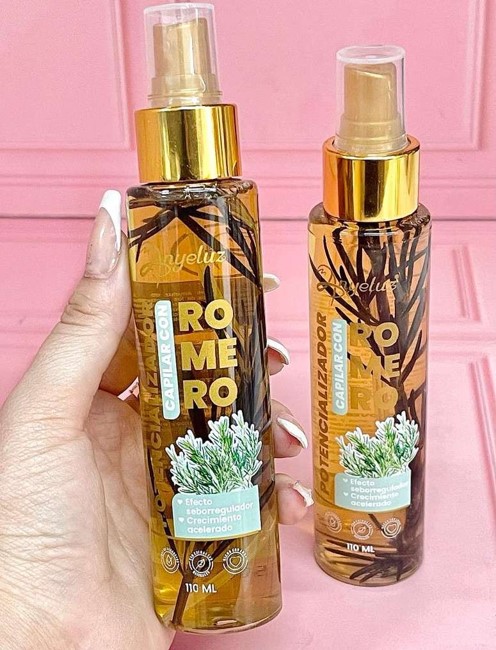 Anyeluz
POTENCIALIZADOR
CAPILAR CON
RO
ME
RO
Efecto
seborregulador
Crecimiento
acelerado
110 ML
Anyeluz
POTENCIALIZADOR
CAPILAR CON
RO
ME
RO
Efecto
seborregulador
Crecimiento
acelerado
110 ML